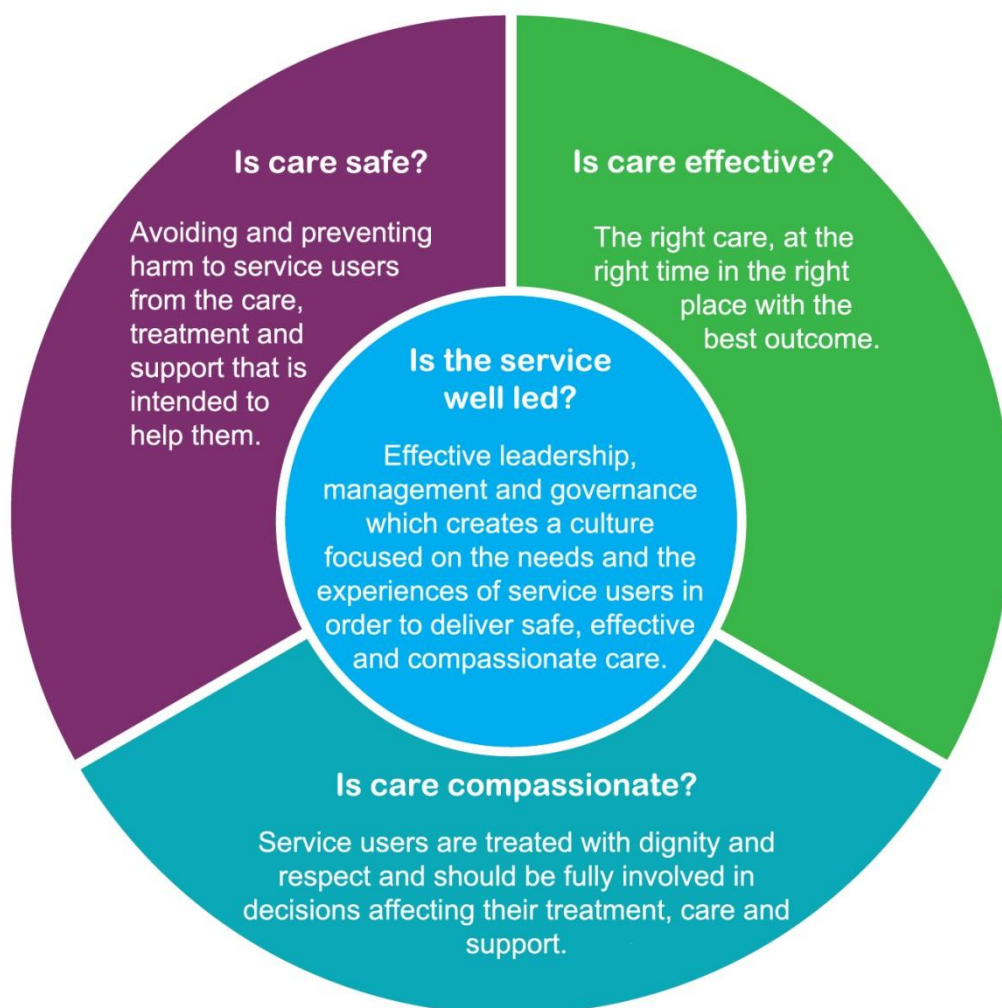 Is care safe?
Avoiding and preventing
harm to service users
from the care,
treatment and
support that is
intended to
help them.
Is care effective?
The right care, at the
right time in the right
place with the
best outcome.
Is the service
well led?
Effective leadership,
management and governance
which creates a culture
focused on the needs and the
experiences of service users in
order to deliver safe, effective
and compassionate care.
Is care compassionate?
Service users are treated with dignity and
respect and should be fully involved in
decisions affecting their treatment, care and
support.